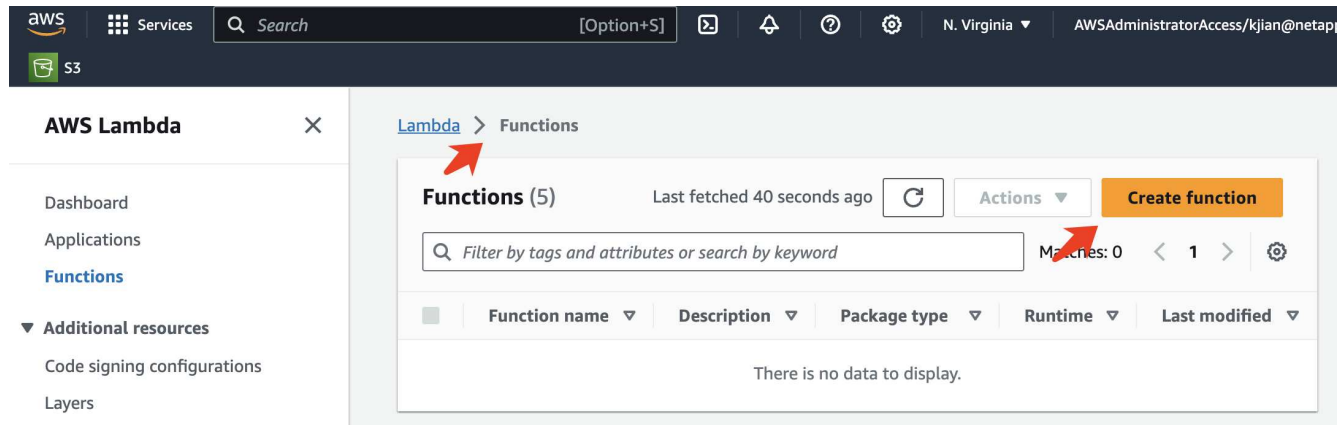 aws Services Search [Option+S] N. Virginia AWSAdministratorAccess/kjian@netapp
S3
AWS Lambda
Dashboard
Applications
Functions
Additional resources
Code signing configurations
Layers
Lambda > Functions
Functions (5) Last fetched 40 seconds ago Actions Create function
Filter by tags and attributes or search by keyword Matches: 0 < 1 >
Function name Description Package type Runtime Last modified
There is no data to display.